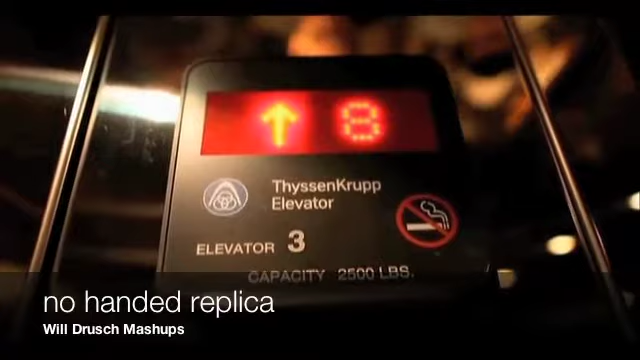 ↑ 8
ThyssenKrupp
Elevator
ELEVATOR 3
CAPACITY 2500 LBS.
no handed replica
Will Drusch Mashups